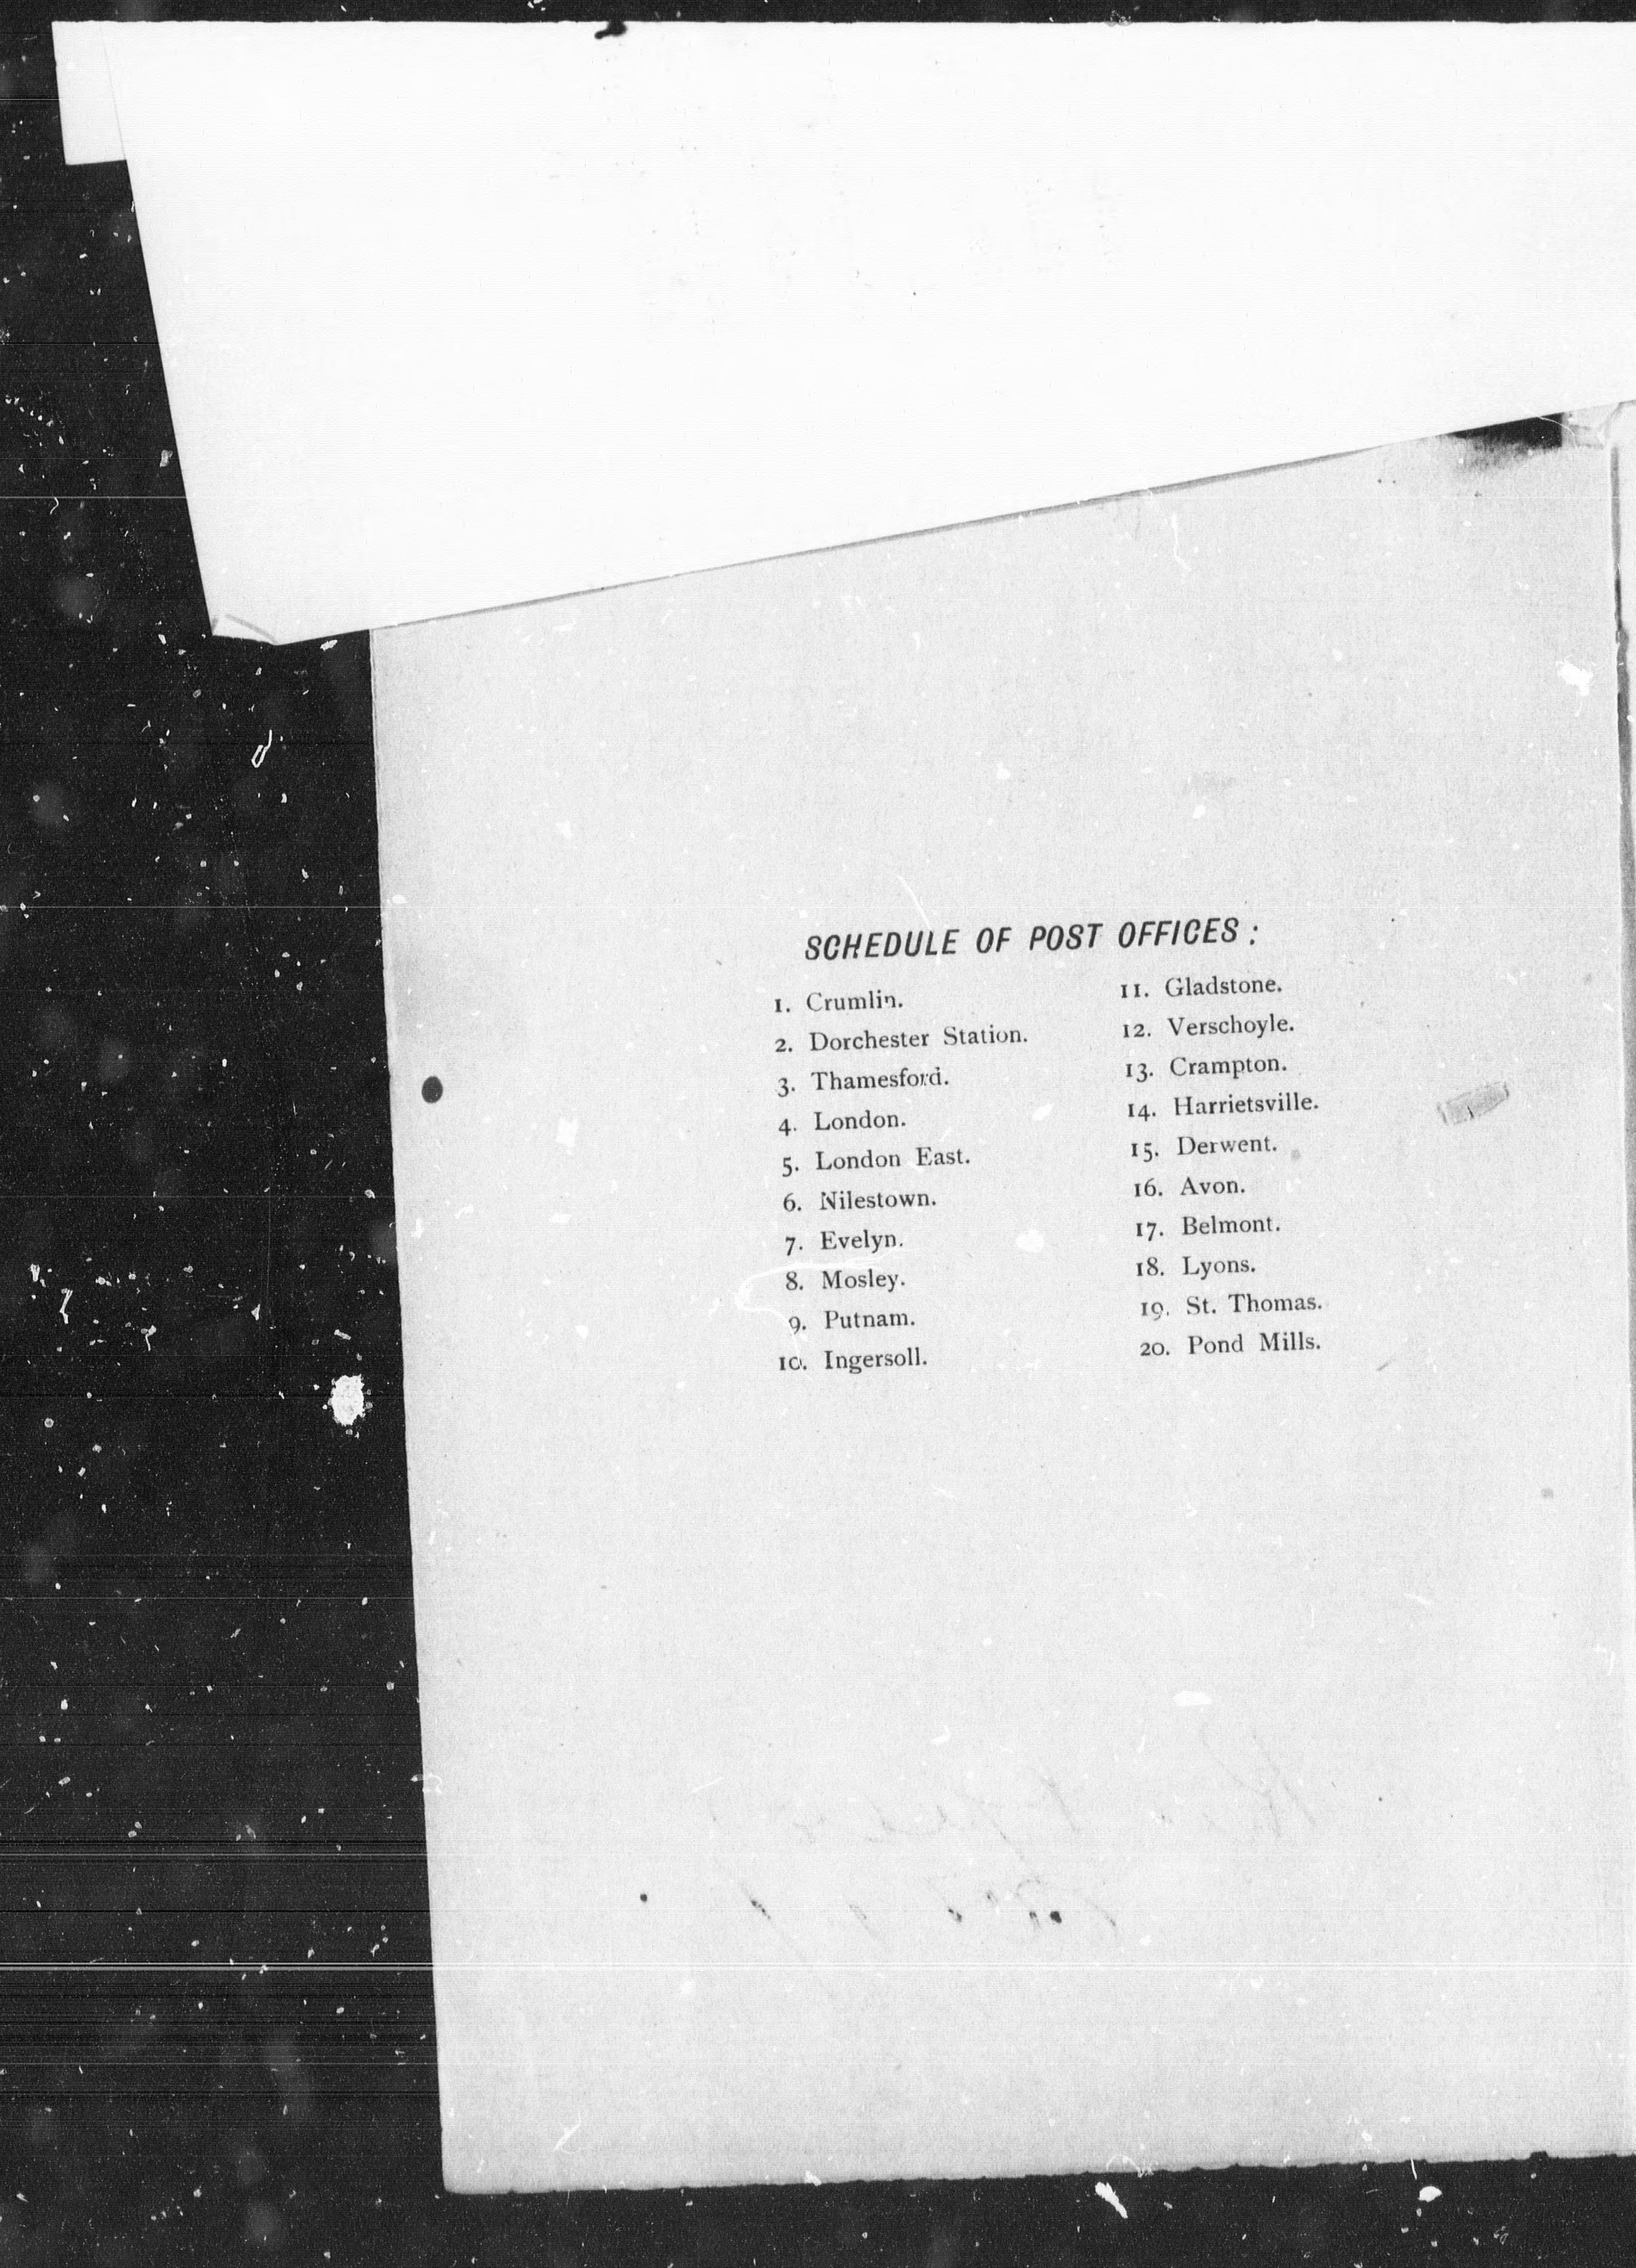 SCHEDULE OF POST OFFICES :
1. Crumlin.
2. Dorchester Station.
3. Thamesford.
4. London.
5. London East.
6. Nilestown.
7. Evelyn.
8. Mosley.
9. Putnam.
10. Ingersoll.
11. Gladstone.
12. Verschoyle.
13. Crampton.
14. Harrietsville.
15. Derwent.
16. Avon.
17. Belmont.
18. Lyons.
19. St. Thomas.
20. Pond Mills.